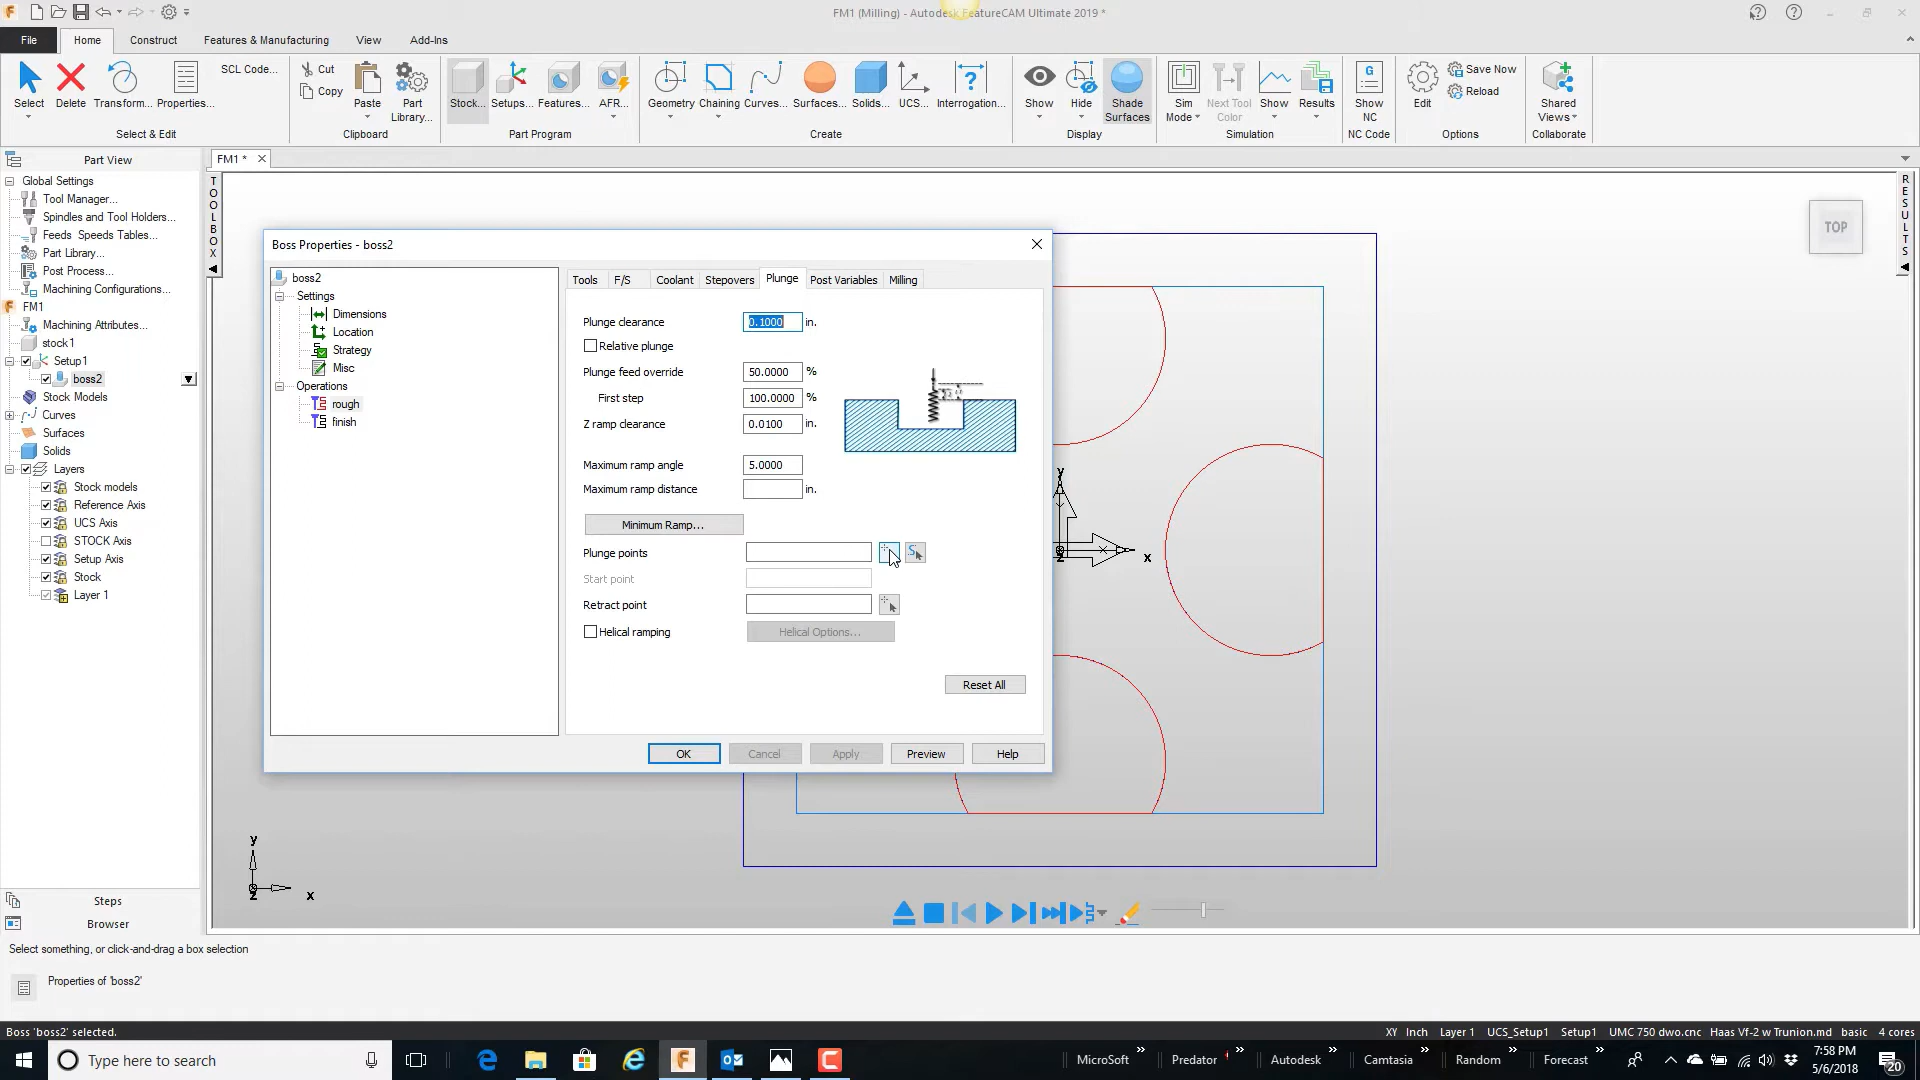 FM1 (Milling) - Autodesk FeatureCAM Ultimate 2019 *
File
Home
Construct
Features & Manufacturing
View
Add-Ins
Select
Delete
Transform...
Properties...
SCL Code...
Select & Edit
Cut
Copy
Paste
Part Library...
Clipboard
Stock...
Setups...
Features...
AFR...
Part Program
Geometry
Chaining
Curves...
Surfaces...
Solids...
UCS...
Interrogation...
Create
Show
Hide
Shade Surfaces
Display
Sim Mode
Next Tool Color
Show
Results
Simulation
Show NC
NC Code
Edit
Save Now
Reload
Options
Shared Views
Collaborate
Part View
FM1 *
Global Settings
Tool Manager...
Spindles and Tool Holders...
Feeds Speeds Tables...
Part Library...
Post Process...
Machining Configurations...
FM1
Machining Attributes...
stock1
Setup1
boss2
Stock Models
Curves
Surfaces
Solids
Layers
Stock models
Reference Axis
UCS Axis
STOCK Axis
Setup Axis
Stock
Layer 1
Steps
Browser
TOOLBOX
RESULTS
TOP
Boss Properties - boss2
boss2
Settings
Dimensions
Location
Strategy
Misc
Operations
rough
finish
Tools
F/S
Coolant
Stepovers
Plunge
Post Variables
Milling
Plunge clearance 0.1000 in.
Relative plunge
Plunge feed override 50.0000 %
First step 100.0000 %
Z ramp clearance 0.0100 in.
Maximum ramp angle 5.0000
Maximum ramp distance in.
Minimum Ramp...
Plunge points
Start point
Retract point
Helical ramping
Helical Options...
Reset All
OK
Cancel
Apply
Preview
Help
y
x
z
y
x
z
Select something, or click-and-drag a box selection
Properties of 'boss2'
Boss 'boss2' selected.
XY Inch Layer 1 UCS_Setup1 Setup1 UMC 750 dwo.cnc Haas Vf-2 w Trunion.md basic 4 cores
Type here to search
MicroSoft
Predator
Autodesk
Camtasia
Random
Forecast
7:58 PM
5/6/2018
20